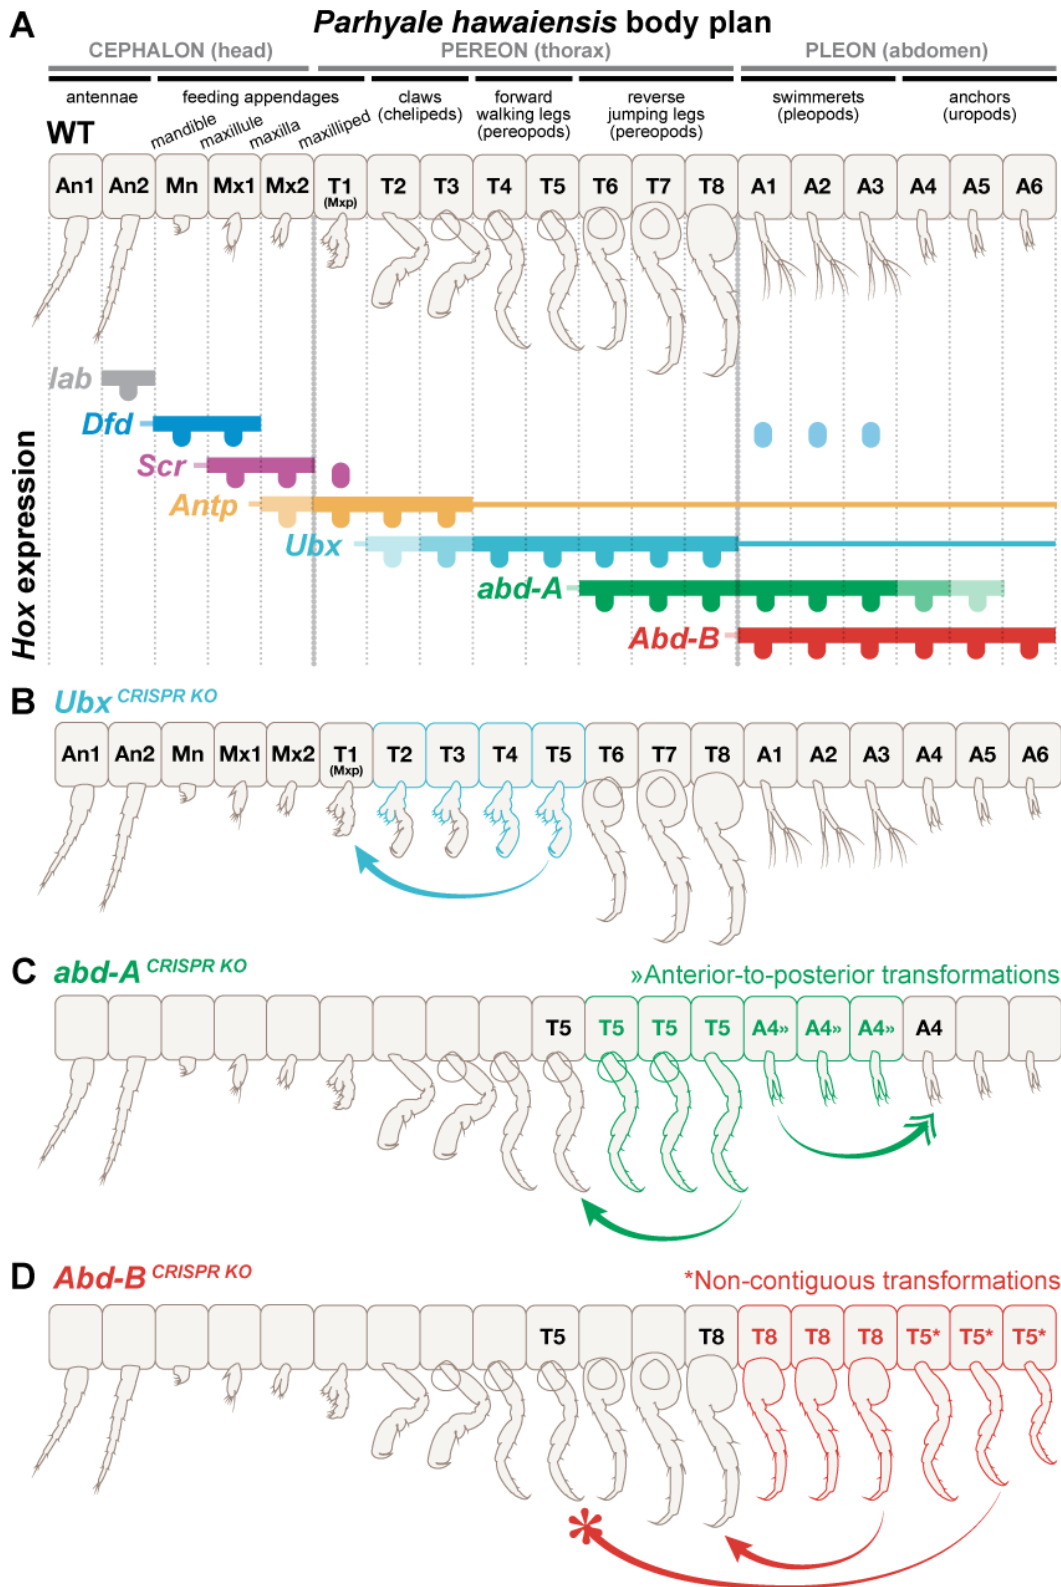 A
Parhyale hawaiensis body plan
CEPHALON (head) PEREON (thorax) PLEON (abdomen)
antennae feeding appendages claws (chelipeds) forward walking legs (pereopods) reverse jumping legs (pereopods) swimmerets (pleopods) anchors (uropods)
mandible maxillule maxilla maxilliped
WT
An1 An2 Mn Mx1 Mx2 T1 (Mxp) T2 T3 T4 T5 T6 T7 T8 A1 A2 A3 A4 A5 A6
Hox expression
lab
Dfd
Scr
Antp
Ubx
abd-A
Abd-B
B Ubx CRISPR KO
An1 An2 Mn Mx1 Mx2 T1 (Mxp) T2 T3 T4 T5 T6 T7 T8 A1 A2 A3 A4 A5 A6
C abd-A CRISPR KO »Anterior-to-posterior transformations
T5 T5 T5 T5 A4» A4» A4» A4
D Abd-B CRISPR KO *Non-contiguous transformations
T5 T8 T8 T8 T8 T5* T5* T5*
*